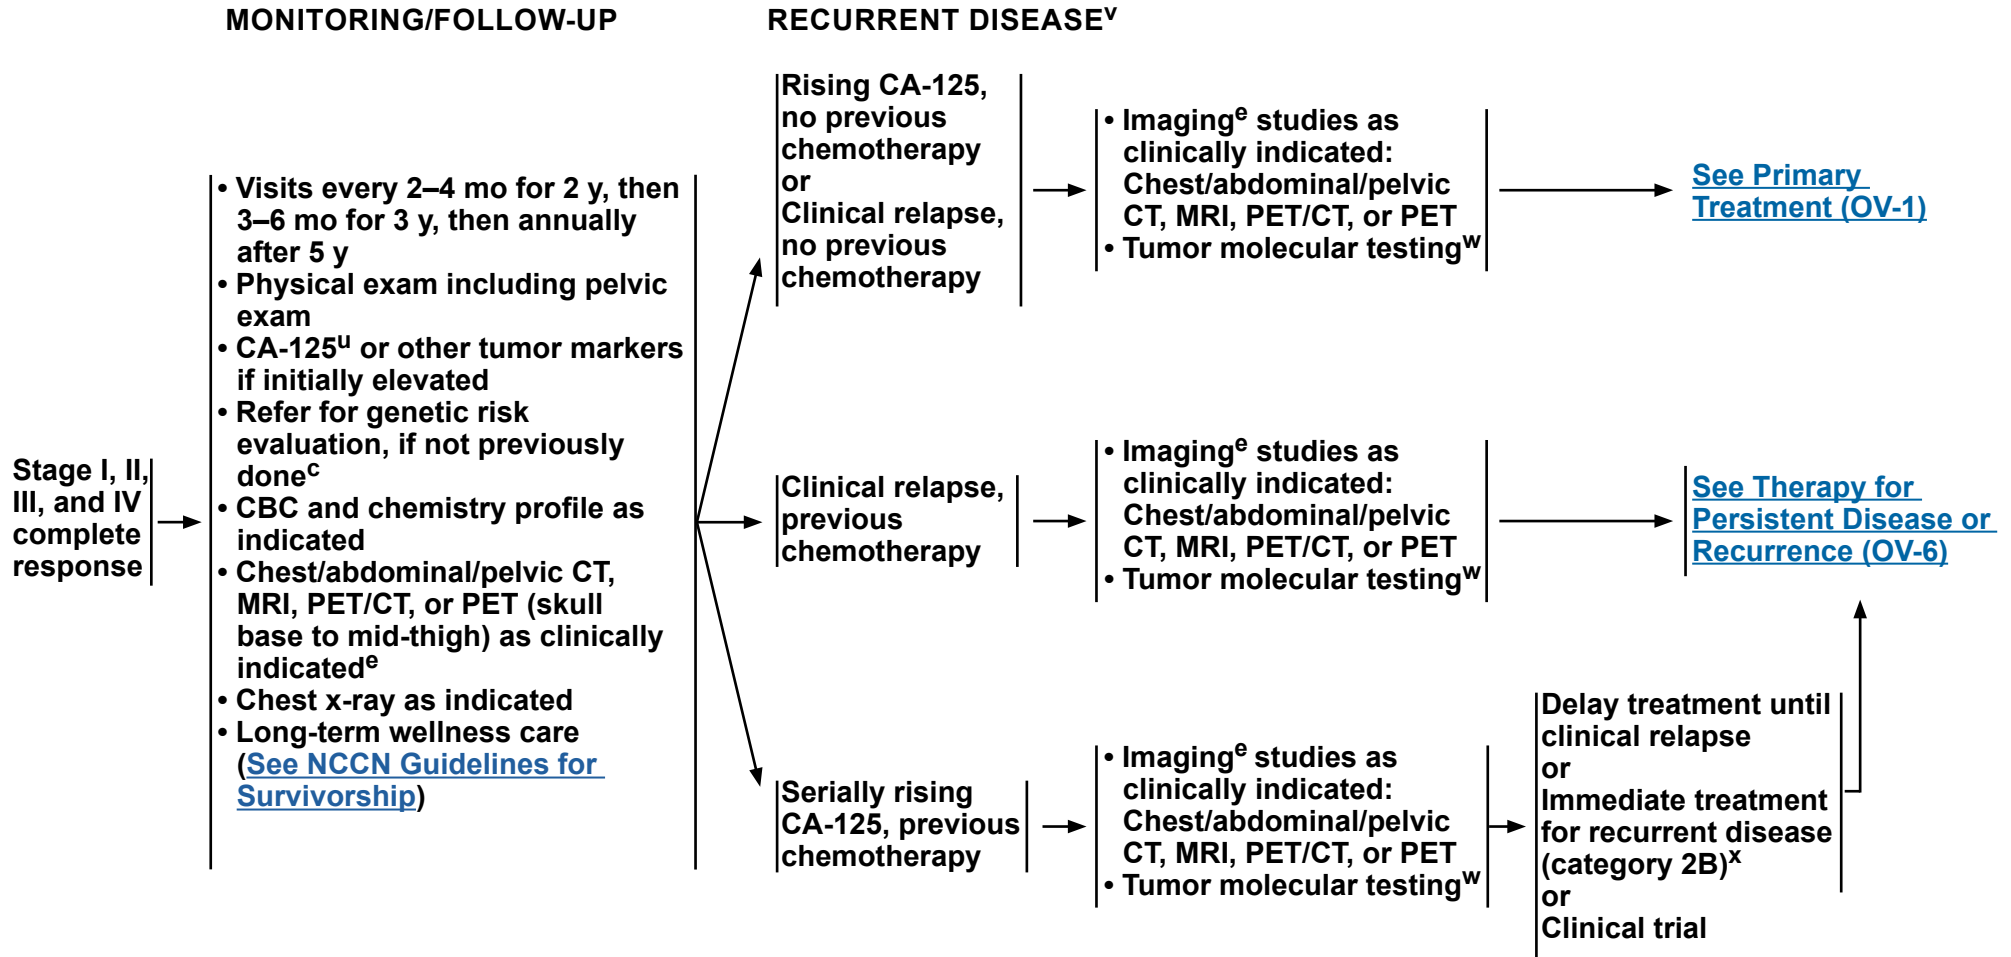 MONITORING/FOLLOW-UP
RECURRENT DISEASEv
Stage I, II,
III, and IV
complete
response
• Visits every 2–4 mo for 2 y, then
3–6 mo for 3 y, then annually
after 5 y
• Physical exam including pelvic
exam
• CA-125u or other tumor markers
if initially elevated
• Refer for genetic risk
evaluation, if not previously
donec
• CBC and chemistry profile as
indicated
• Chest/abdominal/pelvic CT,
MRI, PET/CT, or PET (skull
base to mid-thigh) as clinically
indicatede
• Chest x-ray as indicated
• Long-term wellness care
(See NCCN Guidelines for
Survivorship)
Rising CA-125,
no previous
chemotherapy
or
Clinical relapse,
no previous
chemotherapy
• Imaginge studies as
clinically indicated:
Chest/abdominal/pelvic
CT, MRI, PET/CT, or PET
• Tumor molecular testingw
See Primary
Treatment (OV-1)
Clinical relapse,
previous
chemotherapy
• Imaginge studies as
clinically indicated:
Chest/abdominal/pelvic
CT, MRI, PET/CT, or PET
• Tumor molecular testingw
See Therapy for
Persistent Disease or
Recurrence (OV-6)
Serially rising
CA-125, previous
chemotherapy
• Imaginge studies as
clinically indicated:
Chest/abdominal/pelvic
CT, MRI, PET/CT, or PET
• Tumor molecular testingw
Delay treatment until
clinical relapse
or
Immediate treatment
for recurrent disease
(category 2B)x
or
Clinical trial